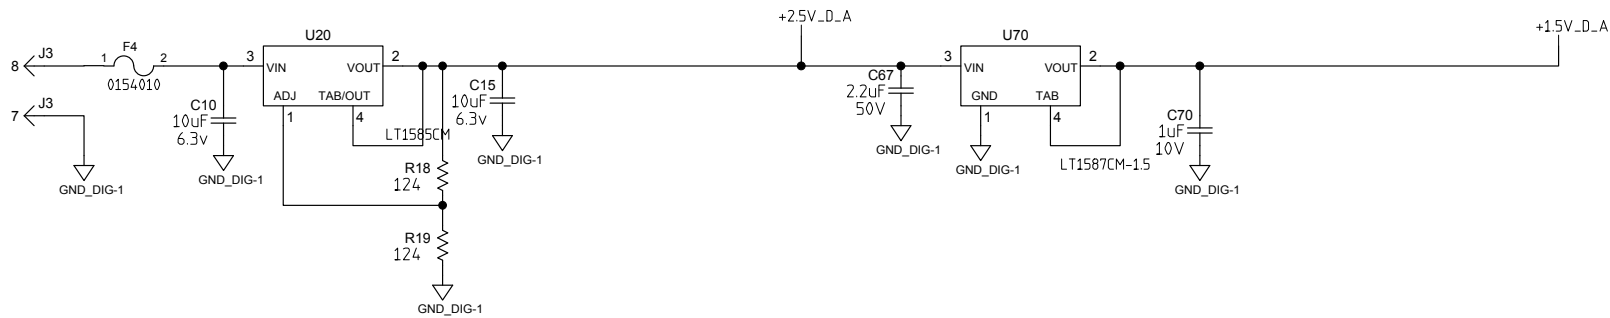 +2.5V_D_A
+1.5V_D_A
U20
U70
8
J3
1
F4
2
0154010
3
VIN
VOUT
2
ADJ
TAB/OUT
1
4
LT1585CM
C10
10uF
6.3v
GND_DIG-1
C15
10uF
6.3v
GND_DIG-1
7
J3
GND_DIG-1
R18
124
R19
124
GND_DIG-1
C67
2.2uF
50V
GND_DIG-1
3
VIN
VOUT
2
GND
TAB
1
4
GND_DIG-1
LT1587CM-1.5
C70
1uF
10V
GND_DIG-1